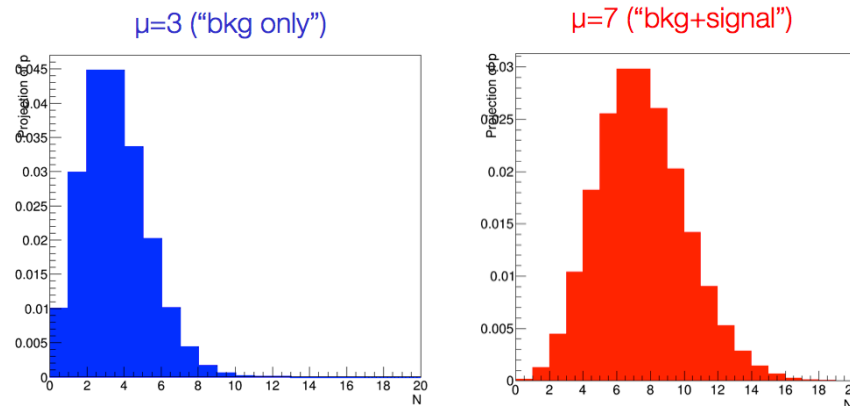 μ=3 (“bkg only”)
μ=7 (“bkg+signal”)
Projection of p
0.045
0.04
0.035
0.03
0.025
0.02
0.015
0.01
0.005
0
0 2 4 6 8 10 12 14 16 18 20
N
Projection of p
0.03
0.025
0.02
0.015
0.01
0.005
0
0 2 4 6 8 10 12 14 16 18
N